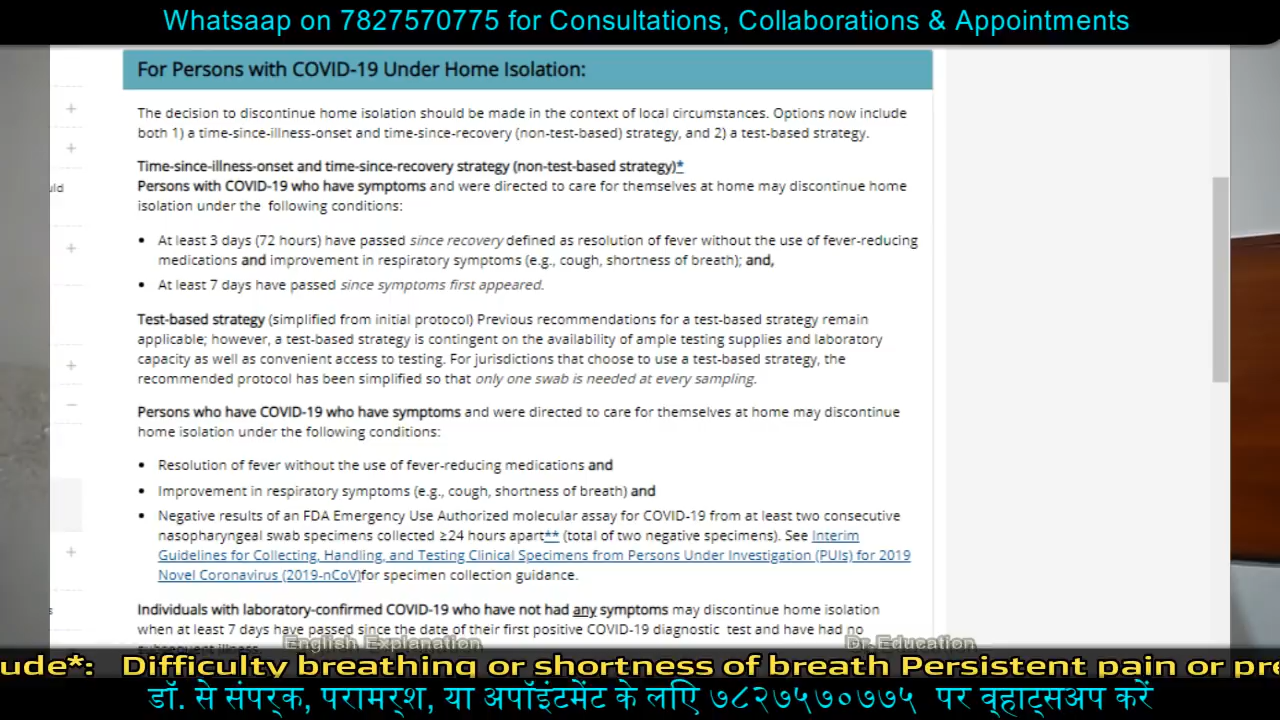 Whatsaap on 7827570775 for Consultations, Collaborations & Appointments
For Persons with COVID-19 Under Home Isolation:
The decision to discontinue home isolation should be made in the context of local circumstances. Options now include
both 1) a time-since-illness-onset and time-since-recovery (non-test-based) strategy, and 2) a test-based strategy.
Time-since-illness-onset and time-since-recovery strategy (non-test-based strategy)*
Persons with COVID-19 who have symptoms and were directed to care for themselves at home may discontinue home
isolation under the following conditions:
• At least 3 days (72 hours) have passed since recovery defined as resolution of fever without the use of fever-reducing
medications and improvement in respiratory symptoms (e.g., cough, shortness of breath); and,
• At least 7 days have passed since symptoms first appeared.
Test-based strategy (simplified from initial protocol) Previous recommendations for a test-based strategy remain
applicable; however, a test-based strategy is contingent on the availability of ample testing supplies and laboratory
capacity as well as convenient access to testing. For jurisdictions that choose to use a test-based strategy, the
recommended protocol has been simplified so that only one swab is needed at every sampling.
Persons who have COVID-19 who have symptoms and were directed to care for themselves at home may discontinue
home isolation under the following conditions:
• Resolution of fever without the use of fever-reducing medications and
• Improvement in respiratory symptoms (e.g., cough, shortness of breath) and
• Negative results of an FDA Emergency Use Authorized molecular assay for COVID-19 from at least two consecutive
nasopharyngeal swab specimens collected ≥24 hours apart** (total of two negative specimens). See Interim
Guidelines for Collecting, Handling, and Testing Clinical Specimens from Persons Under Investigation (PUIs) for 2019
Novel Coronavirus (2019-nCoV)for specimen collection guidance.
Individuals with laboratory-confirmed COVID-19 who have not had any symptoms may discontinue home isolation
when at least 7 days have passed since the date of their first positive COVID-19 diagnostic test and have had no
English Explanation Dr.Education
ude*: Difficulty breathing or shortness of breath Persistent pain or pre
डॉ. से संपर्क, परामर्श, या अपॉइंटमेंट के लिए ७८२७५७०७७५ पर व्हाट्सअप करें